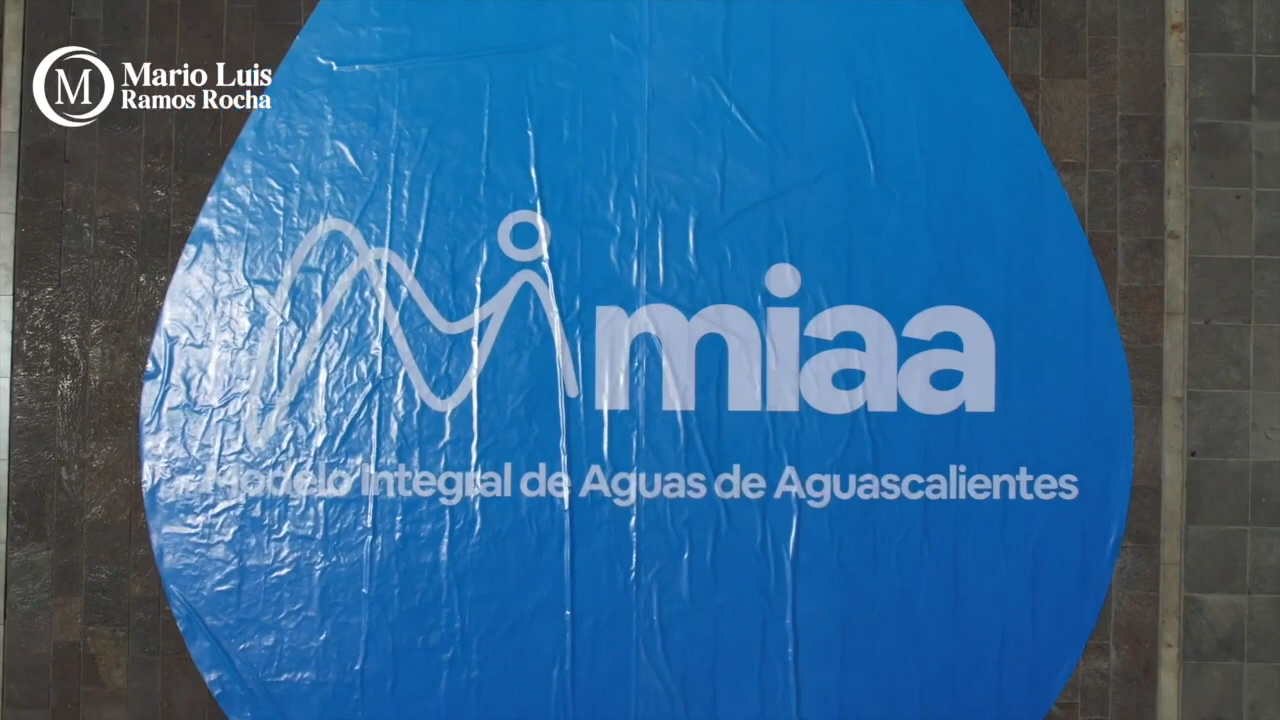 M
Mario Luis
Ramos Rocha
miaa
Modelo Integral de Aguas de Aguascalientes